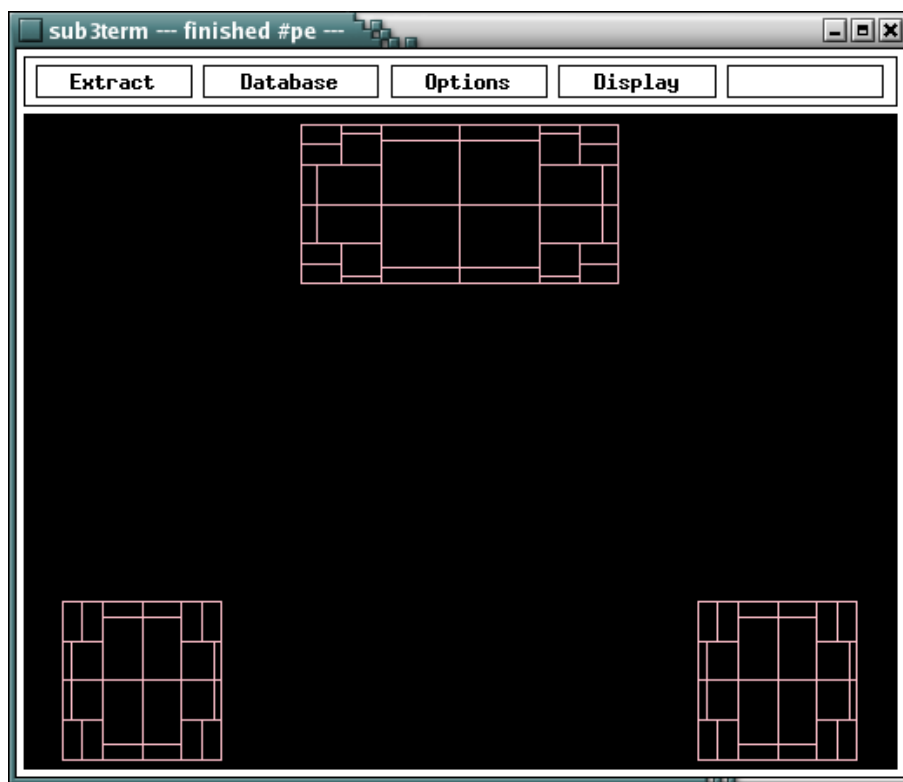 sub3term --- finished #pe ---
Extract Database Options Display